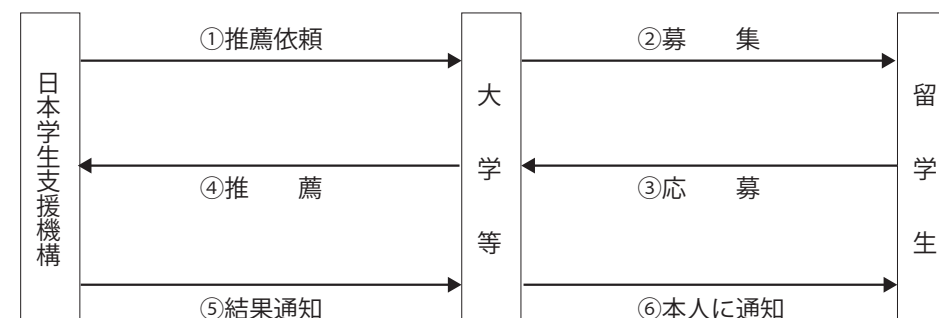 ①推薦依頼
②募　　集
日本学生支援機構
大学等
留学生
④推　　薦
③応　　募
⑤結果通知
⑥本人に通知